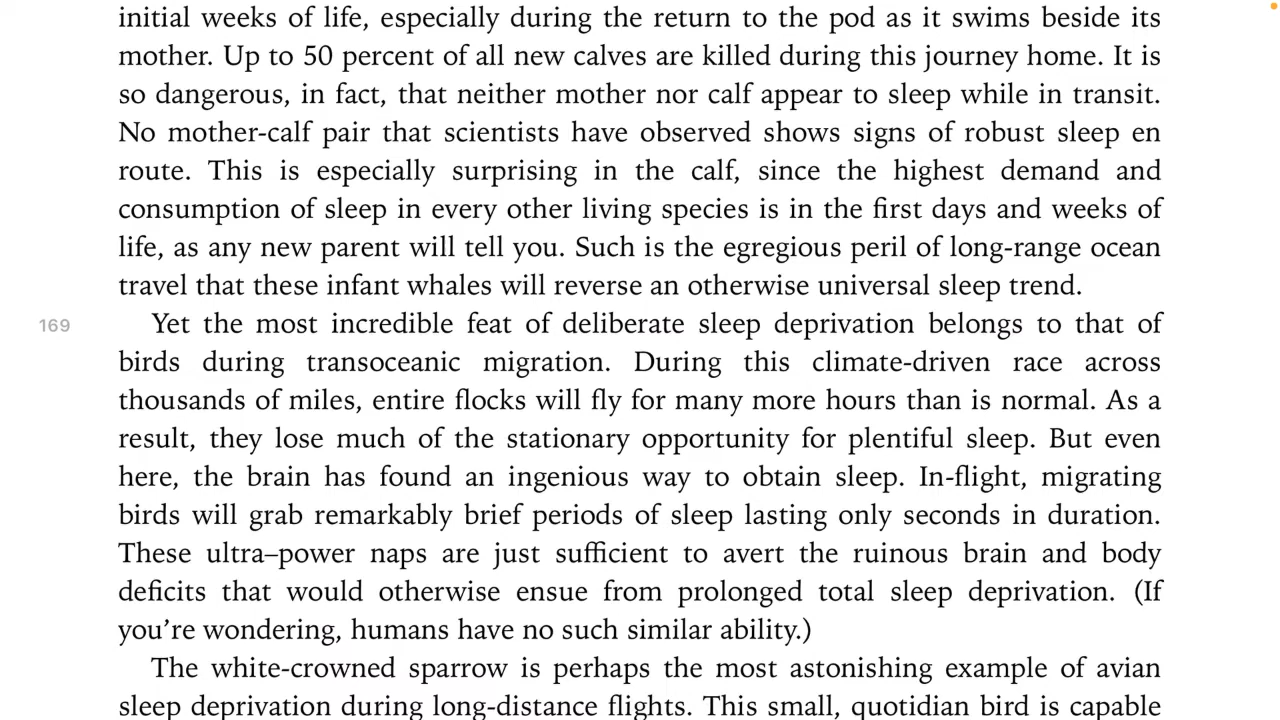 initial weeks of life, especially during the return to the pod as it swims beside its
mother. Up to 50 percent of all new calves are killed during this journey home. It is
so dangerous, in fact, that neither mother nor calf appear to sleep while in transit.
No mother-calf pair that scientists have observed shows signs of robust sleep en
route. This is especially surprising in the calf, since the highest demand and
consumption of sleep in every other living species is in the first days and weeks of
life, as any new parent will tell you. Such is the egregious peril of long-range ocean
travel that these infant whales will reverse an otherwise universal sleep trend.
169
Yet the most incredible feat of deliberate sleep deprivation belongs to that of
birds during transoceanic migration. During this climate-driven race across
thousands of miles, entire flocks will fly for many more hours than is normal. As a
result, they lose much of the stationary opportunity for plentiful sleep. But even
here, the brain has found an ingenious way to obtain sleep. In-flight, migrating
birds will grab remarkably brief periods of sleep lasting only seconds in duration.
These ultra–power naps are just sufficient to avert the ruinous brain and body
deficits that would otherwise ensue from prolonged total sleep deprivation. (If
you’re wondering, humans have no such similar ability.)
The white-crowned sparrow is perhaps the most astonishing example of avian
sleep deprivation during long-distance flights. This small, quotidian bird is capable